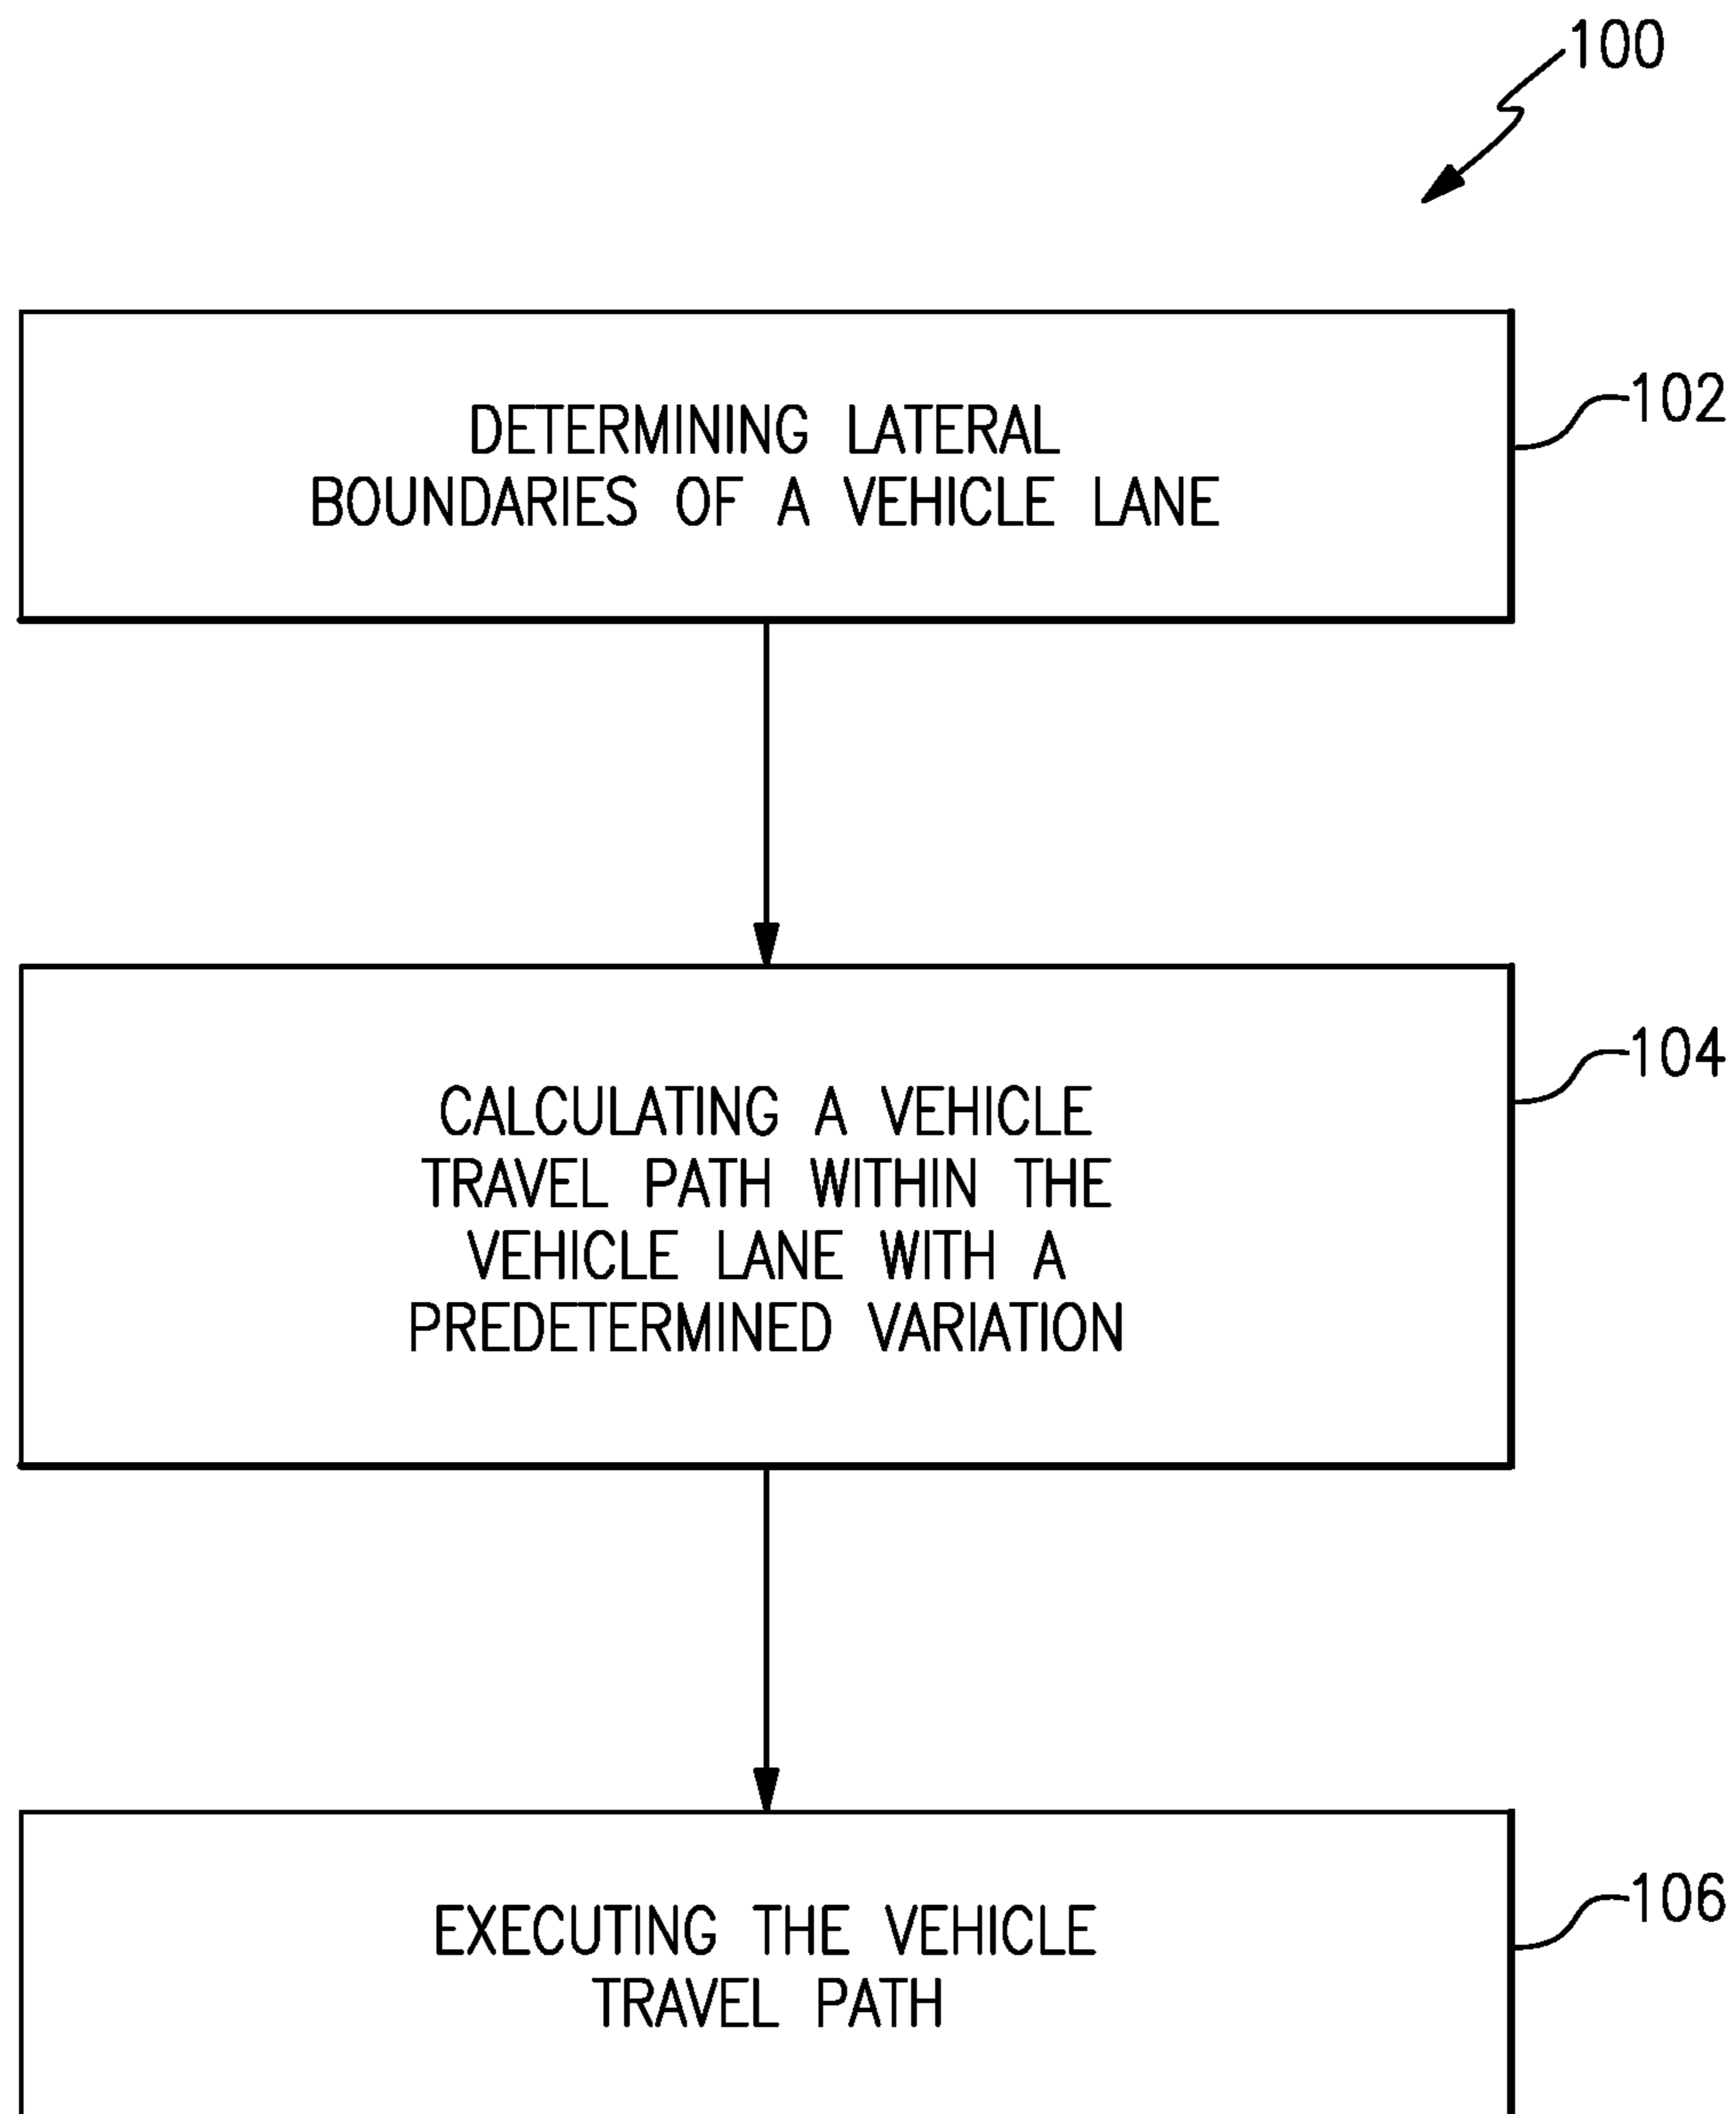 100
DETERMINING LATERAL
BOUNDARIES OF A VEHICLE LANE
102
CALCULATING A VEHICLE
TRAVEL PATH WITHIN THE
VEHICLE LANE WITH A
PREDETERMINED VARIATION
104
EXECUTING THE VEHICLE
TRAVEL PATH
106